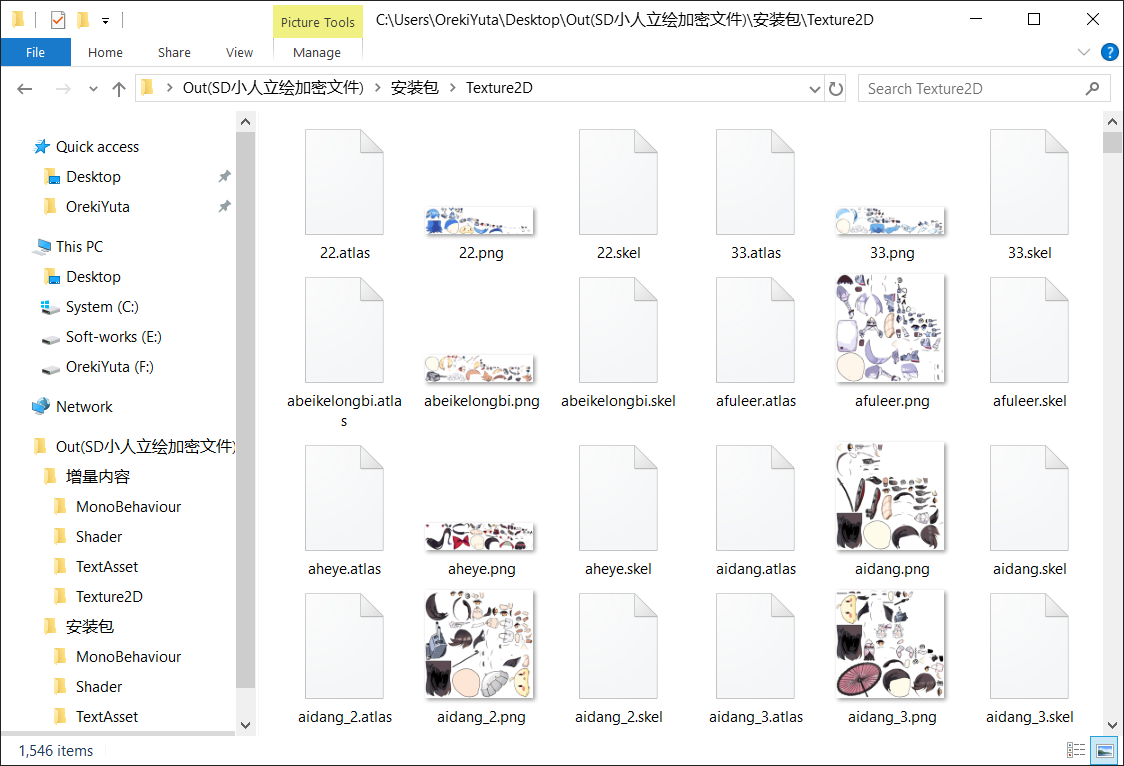 Picture Tools
C:\Users\OrekiYuta\Desktop\Out(SD小人立绘加密文件)\安装包\Texture2D
File
Home
Share
View
Manage
Out(SD小人立绘加密文件)
安装包
Texture2D
Search Texture2D
Quick access
Desktop
OrekiYuta
This PC
Desktop
System (C:)
Soft-works (E:)
OrekiYuta (F:)
Network
Out(SD小人立绘加密文件)
增量内容
MonoBehaviour
Shader
TextAsset
Texture2D
安装包
MonoBehaviour
Shader
TextAsset
22.atlas
22.png
22.skel
33.atlas
33.png
33.skel
abeikelongbi.atla
s
abeikelongbi.png
abeikelongbi.skel
afuleer.atlas
afuleer.png
afuleer.skel
aheye.atlas
aheye.png
aheye.skel
aidang.atlas
aidang.png
aidang.skel
aidang_2.atlas
aidang_2.png
aidang_2.skel
aidang_3.atlas
aidang_3.png
aidang_3.skel
1,546 items